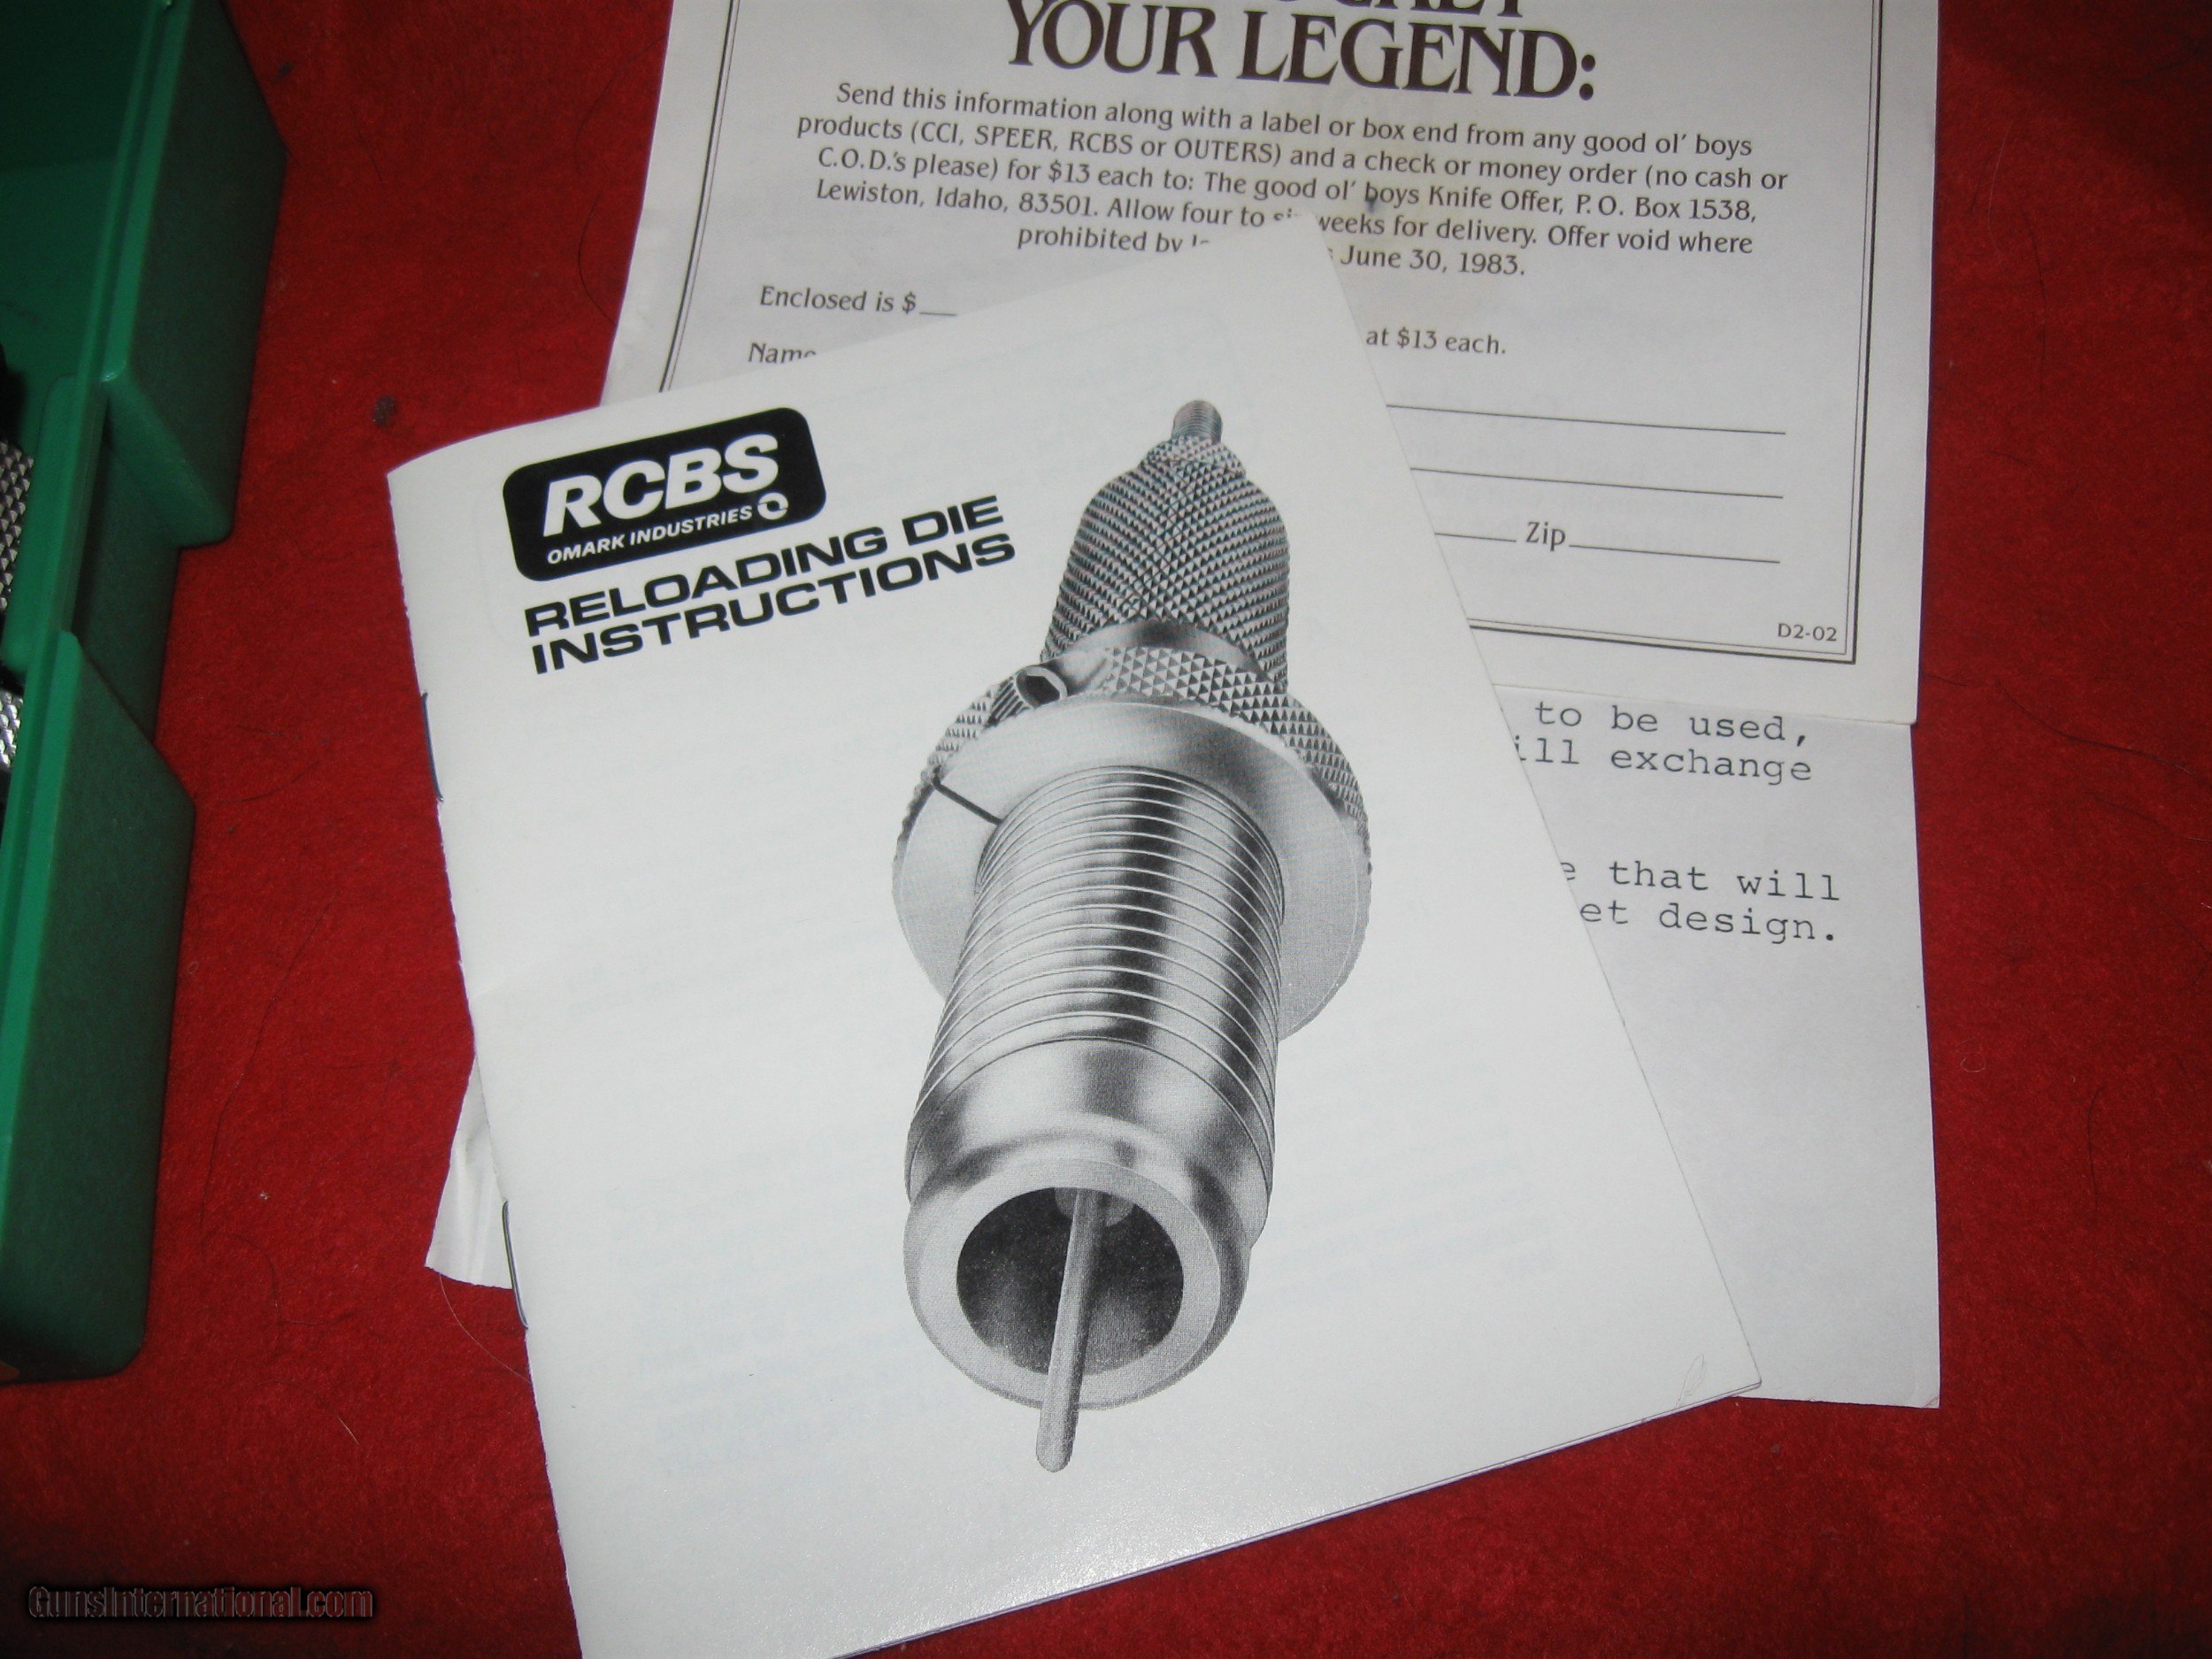 YOUR LEGEND:
Send this information along with a label or box end from any good ol' boys
products (CCI, SPEER, RCBS or OUTERS) and a check or money order (no cash or
C.O.D.'s please) for $13 each to: The good ol' boys Knife Offer, P.O. Box 1538,
Lewiston, Idaho, 83501. Allow four to weeks for delivery. Offer void where
prohibited by June 30, 1983.
Enclosed is $
at $13 each.
Name
Zip
D2-02
RCBS
OMARK INDUSTRIES
RELOADING DIE
INSTRUCTIONS
to be used,
exchange
that will
design.
GunsInternational.com